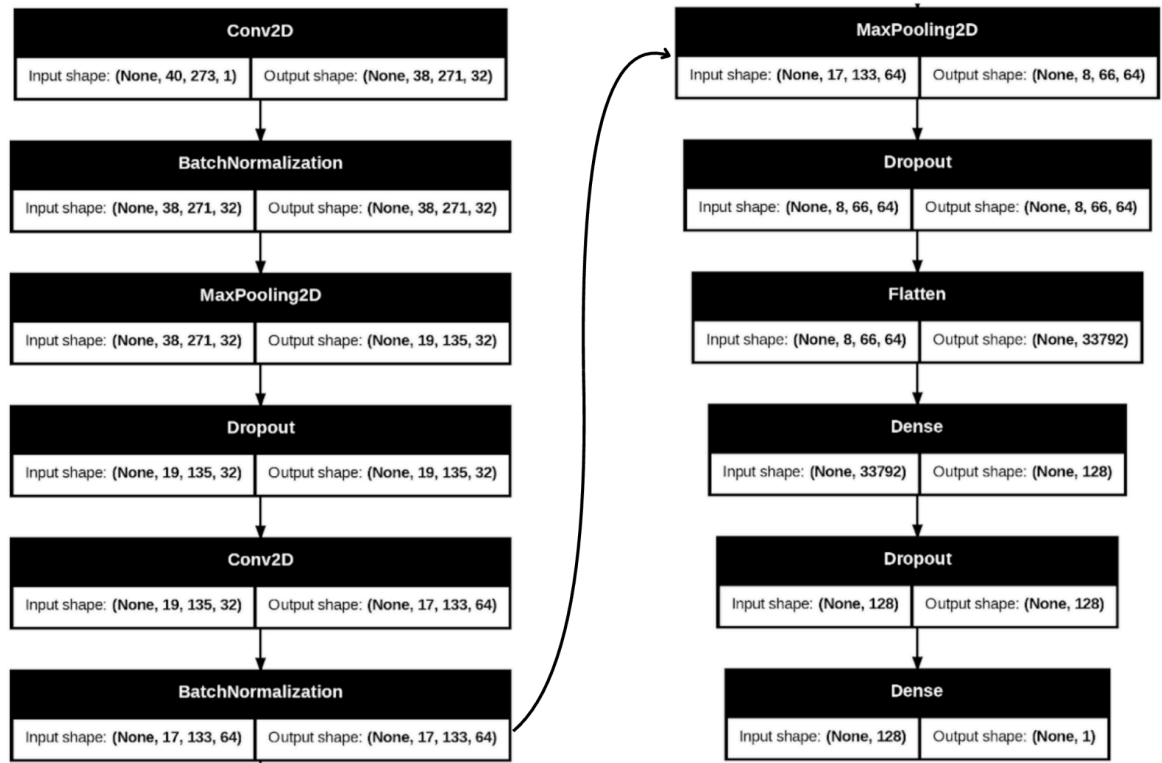 Conv2D
Input shape: (None, 40, 273, 1) Output shape: (None, 38, 271, 32)
BatchNormalization
Input shape: (None, 38, 271, 32) Output shape: (None, 38, 271, 32)
MaxPooling2D
Input shape: (None, 38, 271, 32) Output shape: (None, 19, 135, 32)
Dropout
Input shape: (None, 19, 135, 32) Output shape: (None, 19, 135, 32)
Conv2D
Input shape: (None, 19, 135, 32) Output shape: (None, 17, 133, 64)
BatchNormalization
Input shape: (None, 17, 133, 64) Output shape: (None, 17, 133, 64)
MaxPooling2D
Input shape: (None, 17, 133, 64) Output shape: (None, 8, 66, 64)
Dropout
Input shape: (None, 8, 66, 64) Output shape: (None, 8, 66, 64)
Flatten
Input shape: (None, 8, 66, 64) Output shape: (None, 33792)
Dense
Input shape: (None, 33792) Output shape: (None, 128)
Dropout
Input shape: (None, 128) Output shape: (None, 128)
Dense
Input shape: (None, 128) Output shape: (None, 1)